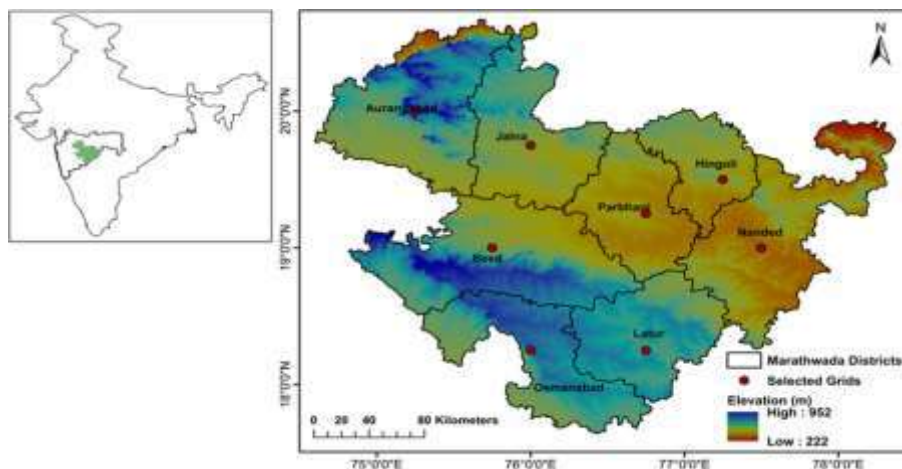 N
Aurangabad
Jalna
Hingoli
Parbhani
Nanded
Beed
Latur
Osmanabad
20°0'0"N
19°0'0"N
18°0'0"N
Marathwada Districts
Selected Grids
Elevation (m)
High : 952
Low : 222
0 20 40 80 Kilometers
75°0'0"E 76°0'0"E 77°0'0"E 78°0'0"E